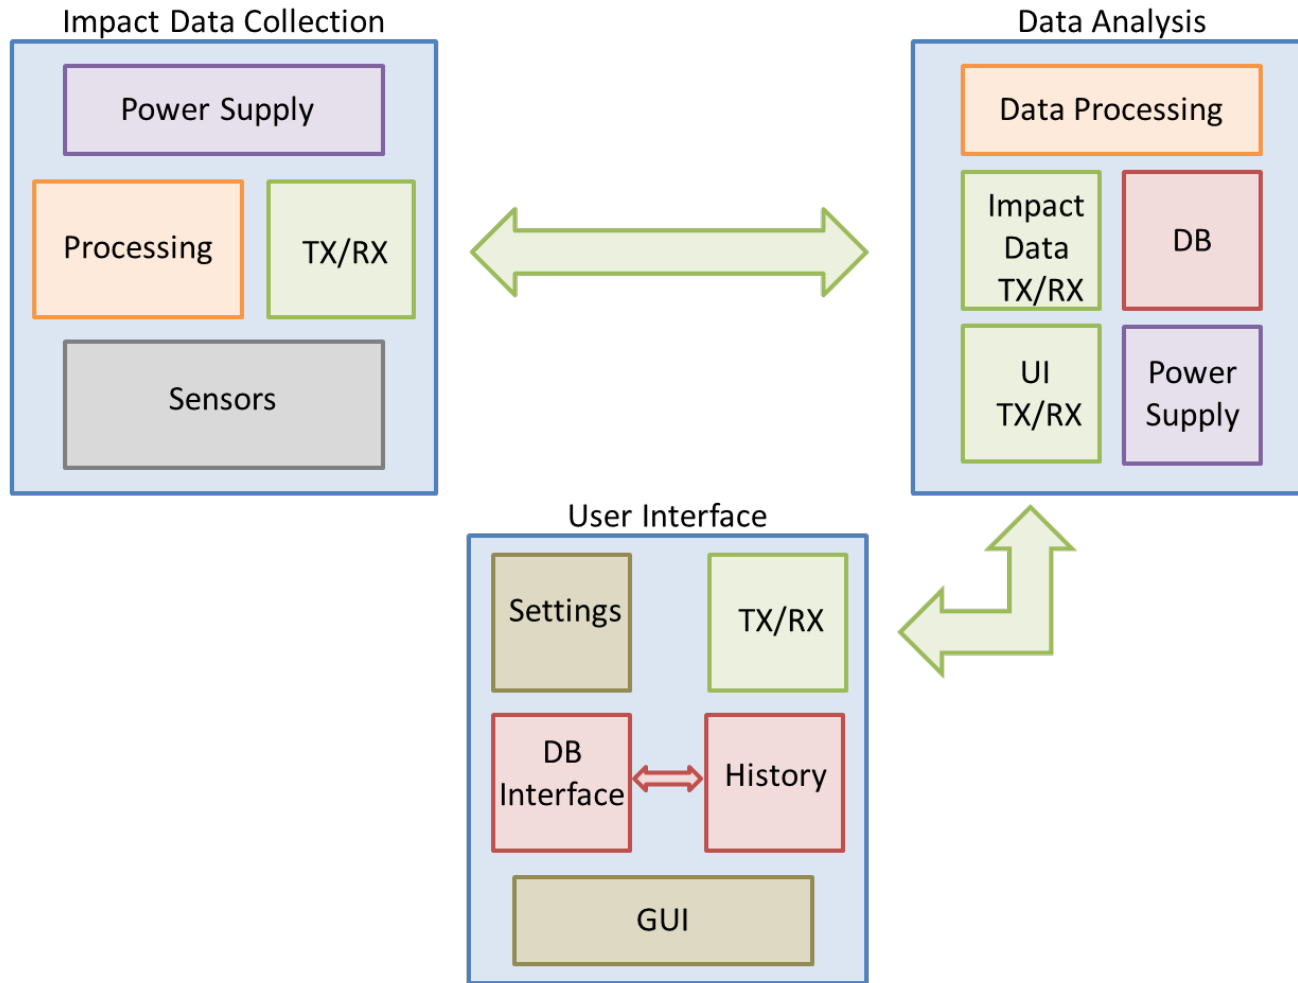 Impact Data Collection
Power Supply
Processing
TX/RX
Sensors
Data Analysis
Data Processing
Impact
Data
TX/RX
DB
UI
TX/RX
Power
Supply
User Interface
Settings
TX/RX
DB
Interface
History
GUI